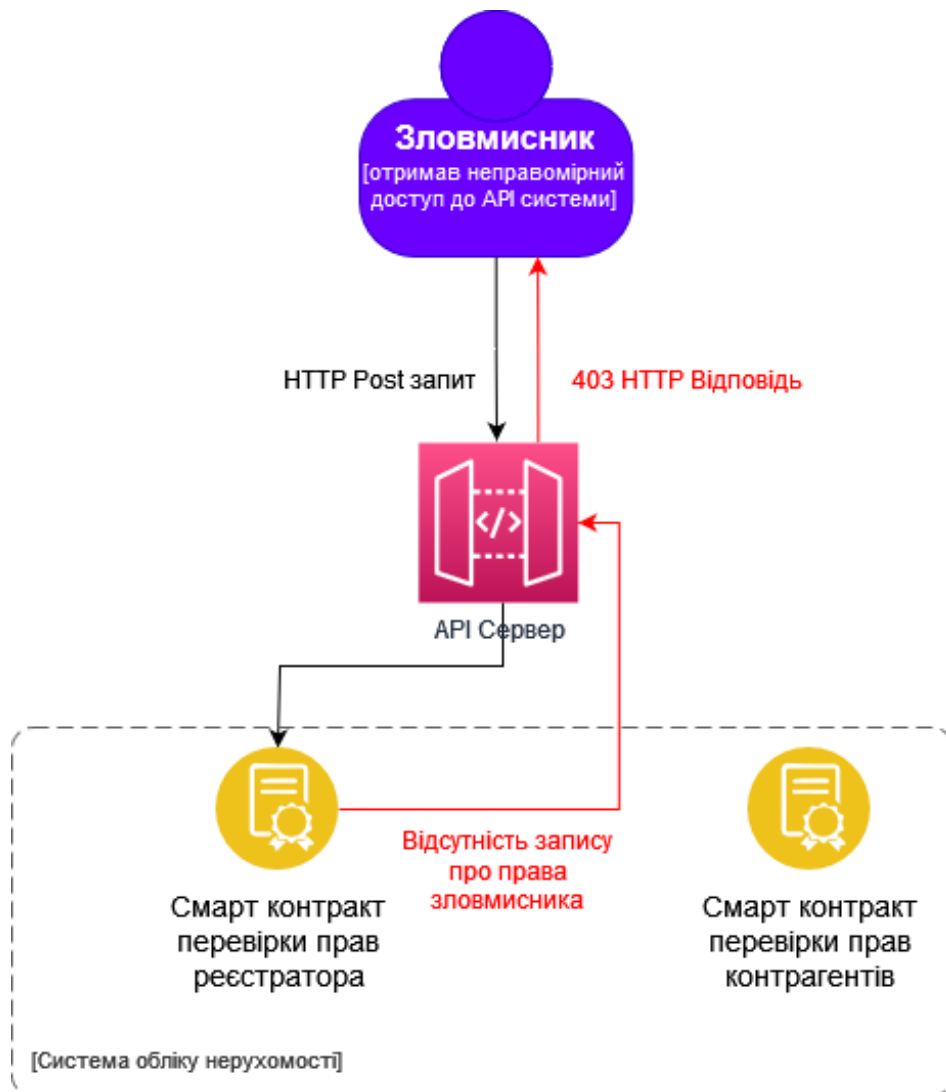 Зловмисник
[отримав неправомірний
доступ до API системи]
HTTP Post запит
403 HTTP Відповідь
</>
API Сервер
Відсутність запису
про права
зловмисника
Смарт контракт
перевірки прав
реєстратора
Смарт контракт
перевірки прав
контрагентів
[Система обліку нерухомості]